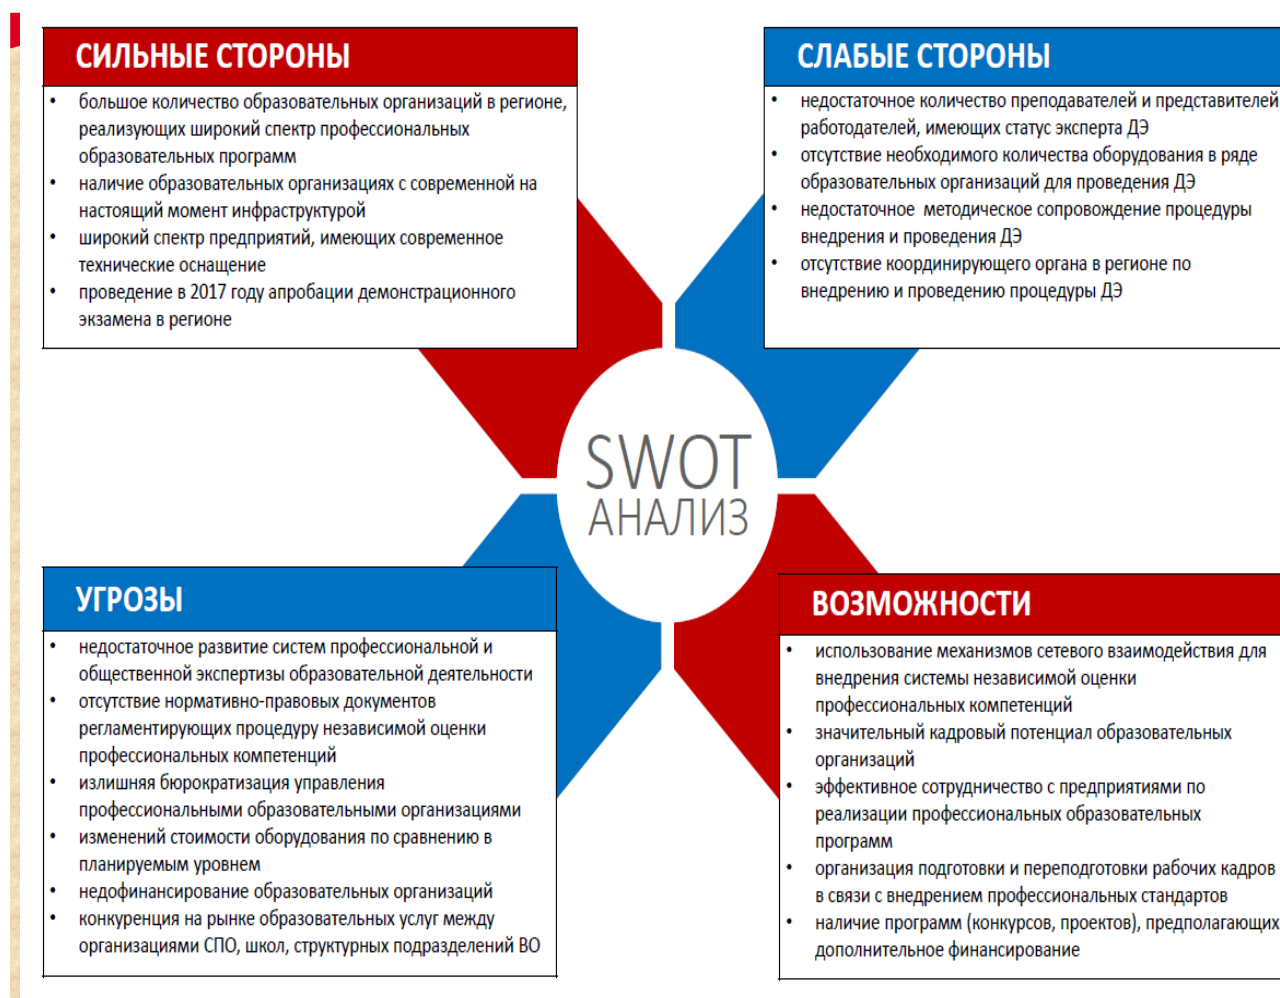 СИЛЬНЫЕ СТОРОНЫ
• большое количество образовательных организаций в регионе,
реализующих широкий спектр профессиональных
образовательных программ
• наличие образовательных организациях с современной на
настоящий момент инфраструктурой
• широкий спектр предприятий, имеющих современное
технические оснащение
• проведение в 2017 году апробации демонстрационного
экзамена в регионе
СЛАБЫЕ СТОРОНЫ
• недостаточное количество преподавателей и представителей
работодателей, имеющих статус эксперта ДЭ
• отсутствие необходимого количества оборудования в ряде
образовательных организаций для проведения ДЭ
• недостаточное методическое сопровождение процедуры
внедрения и проведения ДЭ
• отсутствие координирующего органа в регионе по
внедрению и проведению процедуры ДЭ
SWOT
АНАЛИЗ
УГРОЗЫ
• недостаточное развитие систем профессиональной и
общественной экспертизы образовательной деятельности
• отсутствие нормативно-правовых документов
регламентирующих процедуру независимой оценки
профессиональных компетенций
• излишняя бюрократизация управления
профессиональными образовательными организациями
• изменений стоимости оборудования по сравнению в
планируемым уровнем
• недофинансирование образовательных организаций
• конкуренция на рынке образовательных услуг между
организациями СПО, школ, структурных подразделений ВО
ВОЗМОЖНОСТИ
• использование механизмов сетевого взаимодействия для
внедрения системы независимой оценки
профессиональных компетенций
• значительный кадровый потенциал образовательных
организаций
• эффективное сотрудничество с предприятиями по
реализации профессиональных образовательных
программ
• организация подготовки и переподготовки рабочих кадров
в связи с внедрением профессиональных стандартов
• наличие программ (конкурсов, проектов), предполагающих
дополнительное финансирование